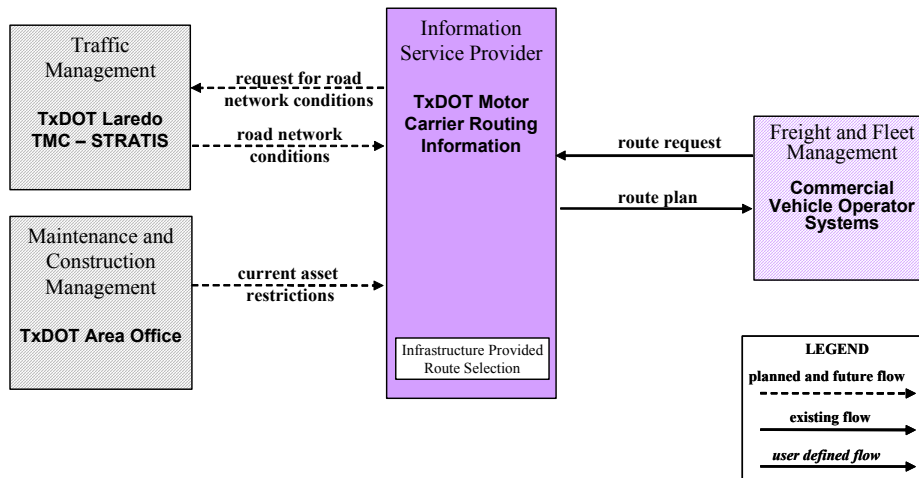 Traffic
Management
TxDOT Laredo
TMC – STRATIS
request for road
network conditions
road network
conditions
Information
Service Provider
TxDOT Motor
Carrier Routing
Information
route request
route plan
Freight and Fleet
Management
Commercial
Vehicle Operator
Systems
Maintenance and
Construction
Management
TxDOT Area Office
current asset
restrictions
Infrastructure Provided
Route Selection
LEGEND
planned and future flow
existing flow
user defined flow